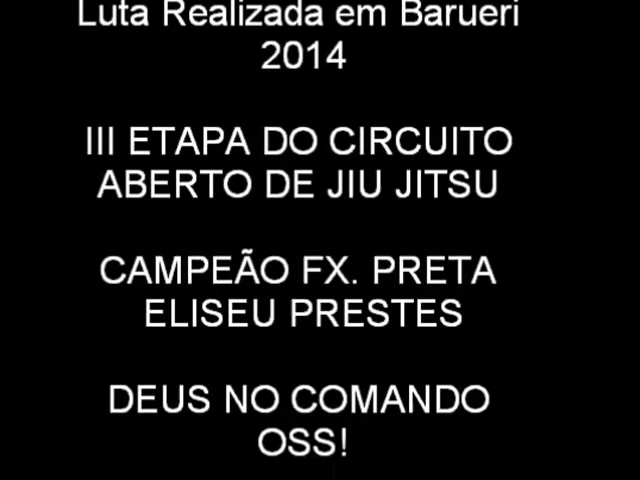 Luta Realizada em Barueri
2014
III ETAPA DO CIRCUITO
ABERTO DE JIU JITSU
CAMPEÃO FX. PRETA
ELISEU PRESTES
DEUS NO COMANDO
OSS!